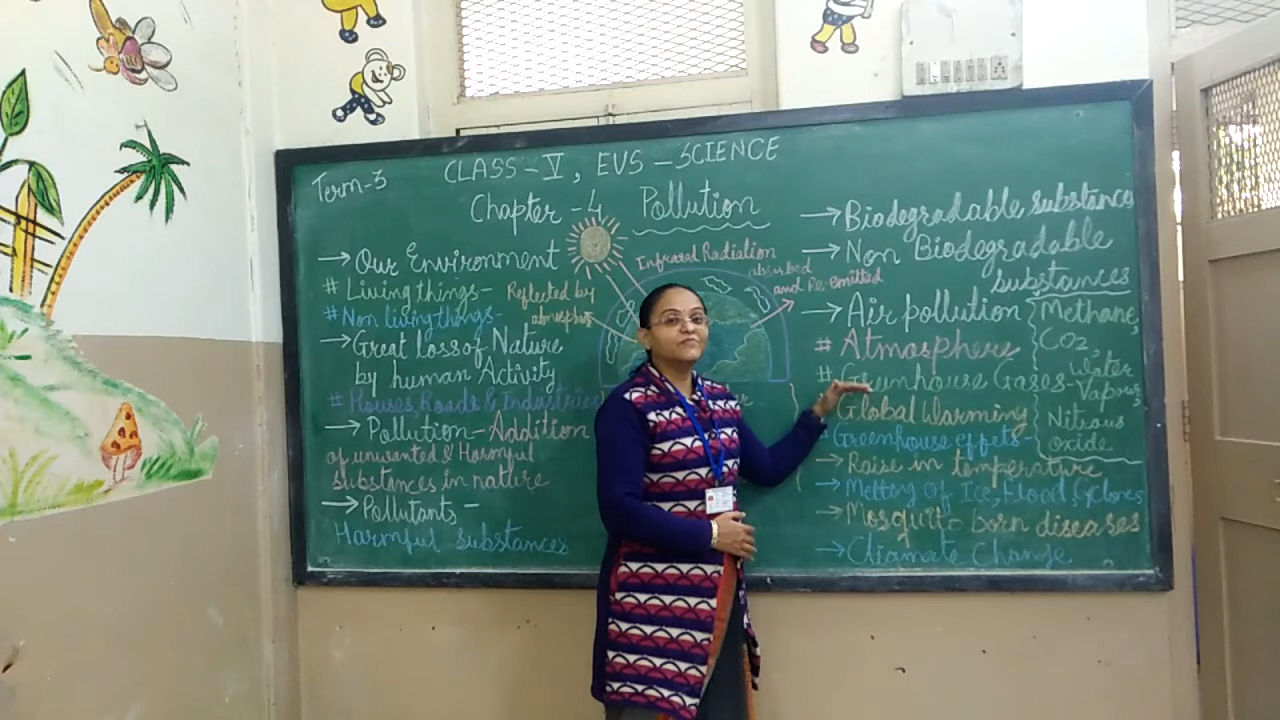 Term-3
CLASS - V, EVS - SCIENCE
Chapter - 4 Pollution
→ Our Environment
# Living things -
# Non living things -
→ Great loss of Nature
by human Activity
# Houses, Roads & Industries
→ Pollution - Addition
of unwanted & Harmful
substances in nature
→ Pollutants -
Harmful substances
Infrared Radiation
absorbed
and Re-emitted
Reflected by
atmosphere
→ Biodegradable substances
→ Non Biodegradable
substances
→ Air pollution
# Atmosphere
# Greenhouse Gases -
Methane,
CO2,
Water
Vapour,
Nitrous
oxide
Global Warming
Greenhouse effets -
→ Raise in temperature
→ Melting of Ice, Flood, Cyclones
→ Mosquito born diseases
→ Cliamate Change